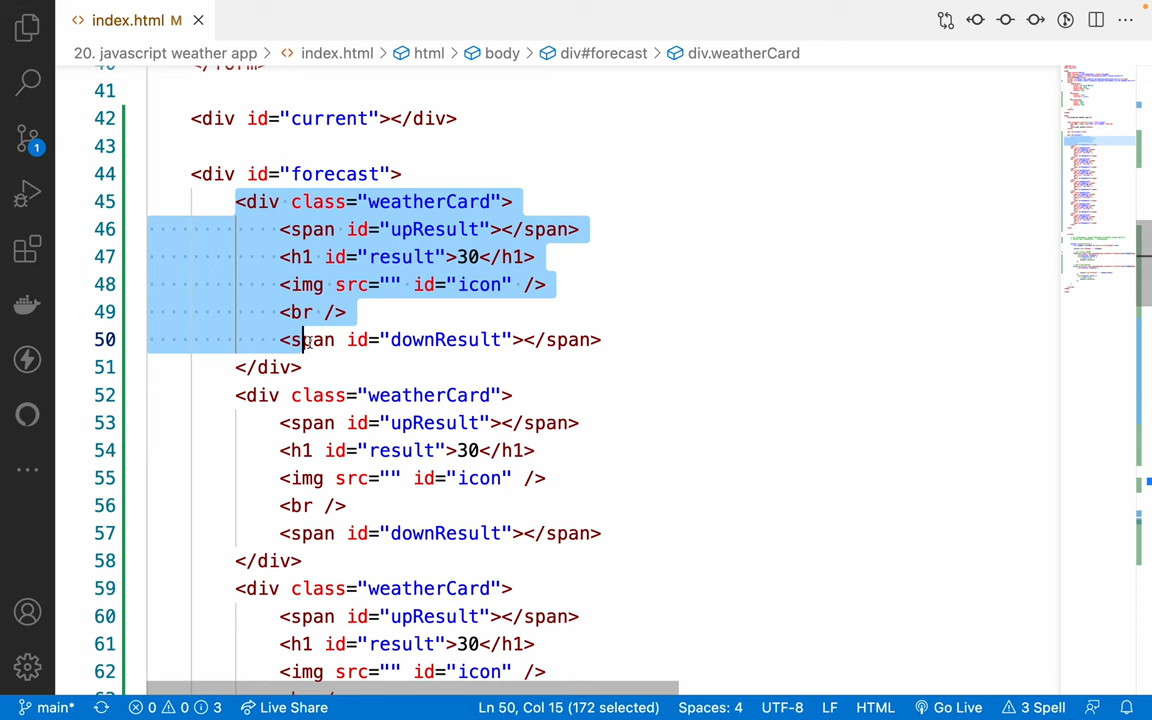 index.html M
20. javascript weather app > index.html > html > body > div#forecast > div.weatherCard
40 </form>
41
42 <div id="current"></div>
43
44 <div id="forecast">
45 <div class="weatherCard">
46 <span id="upResult"></span>
47 <h1 id="result">30</h1>
48 <img src="" id="icon" />
49 <br />
50 <span id="downResult"></span>
51 </div>
52 <div class="weatherCard">
53 <span id="upResult"></span>
54 <h1 id="result">30</h1>
55 <img src="" id="icon" />
56 <br />
57 <span id="downResult"></span>
58 </div>
59 <div class="weatherCard">
60 <span id="upResult"></span>
61 <h1 id="result">30</h1>
62 <img src="" id="icon" />
1
main* 0 0 3 Live Share Ln 50, Col 15 (172 selected) Spaces: 4 UTF-8 LF HTML Go Live 3 Spell